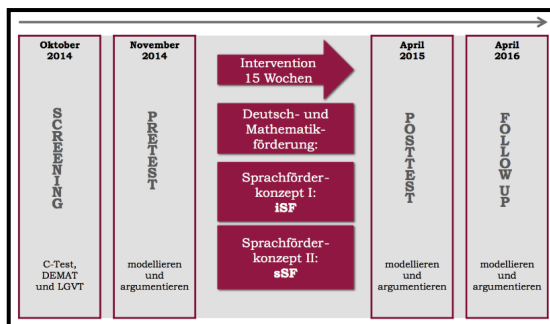 Oktober
2014
SCREENING
C-Test,
DEMAT
und LGVT
November
2014
PRETEST
modellieren
und
argumentieren
Intervention
15 Wochen
Deutsch- und
Mathematik-
förderung:
Sprachförder-
konzept I:
iSF
Sprachförder-
konzept II:
sSF
April
2015
POSTTEST
modellieren
und
argumentieren
April
2016
FOLLOW UP
modellieren
und
argumentieren